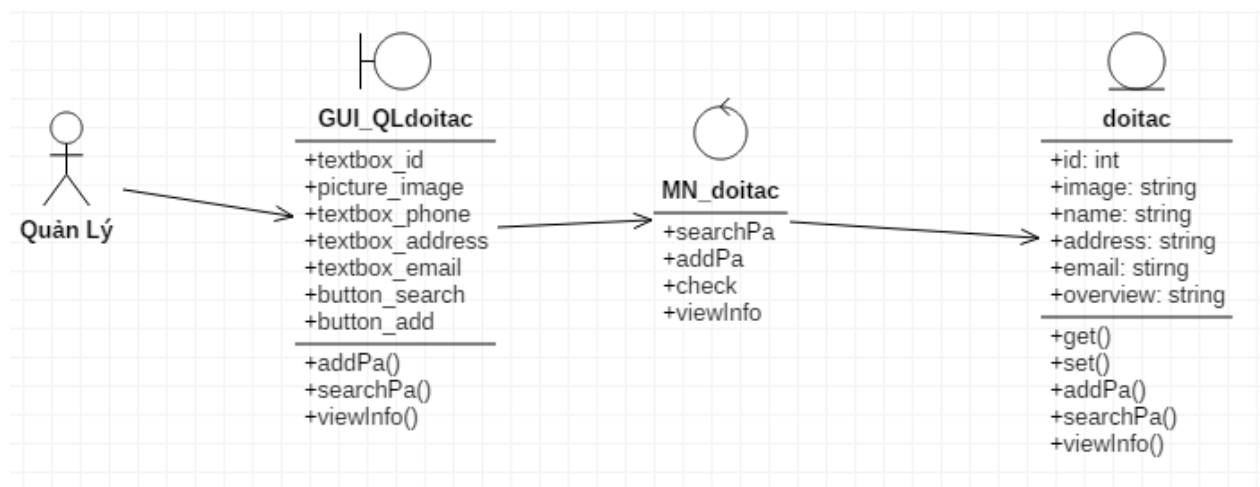 Quản Lý
GUI_QLdoitac
+textbox_id
+picture_image
+textbox_phone
+textbox_address
+textbox_email
+button_search
+button_add
+addPa()
+searchPa()
+viewInfo()
MN_doitac
+searchPa
+addPa
+check
+viewInfo
doitac
+id: int
+image: string
+name: string
+address: string
+email: stirng
+overview: string
+get()
+set()
+addPa()
+searchPa()
+viewInfo()